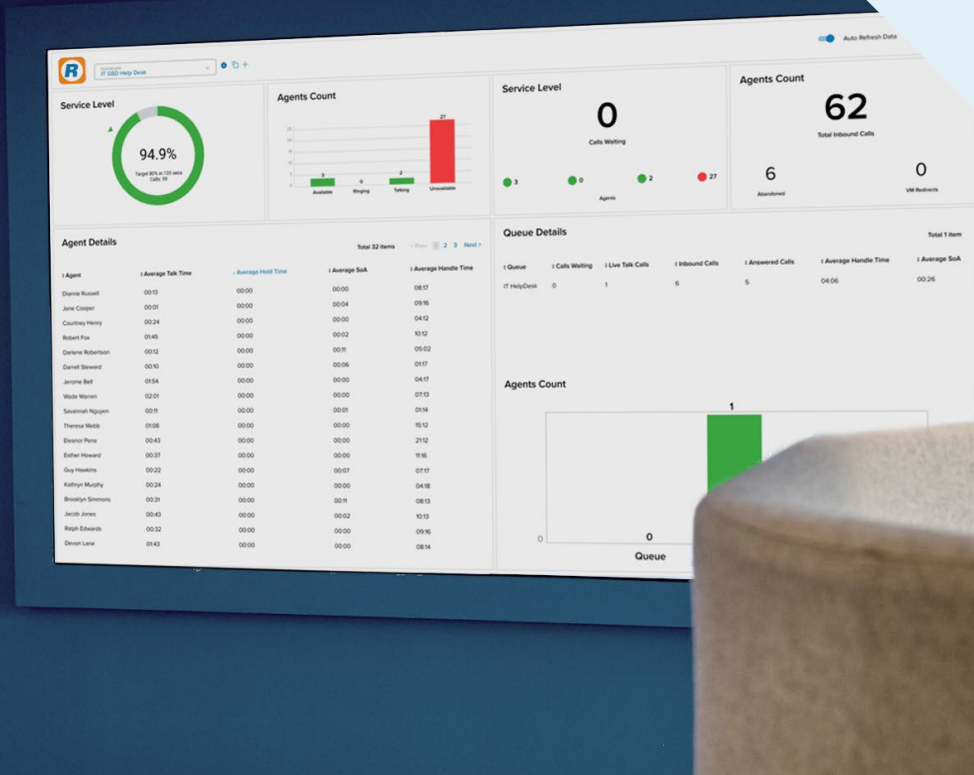 R
IT GSD Help Desk
Auto Refresh Data
Service Level
94.9%
Target 80% in 120 secs
Calls: 59
Agents Count
25
20
15
10
5
0
3
0
2
27
Available
Ringing
Talking
Unavailable
Service Level
0
Calls Waiting
3
0
2
27
Agents
Agents Count
62
Total Inbound Calls
6
Abandoned
0
VM Redirects
Agent Details
Total 32 items
< Prev 1 2 3 Next >
Agent Average Talk Time Average Hold Time Average SoA Average Handle Time
Dianne Russell 00:13 00:00 00:00 08:17
Jane Cooper 00:01 00:00 00:04 09:16
Courtney Henry 00:24 00:00 00:00 04:12
Robert Fox 01:45 00:00 00:02 10:12
Darlene Robertson 00:12 00:00 00:11 05:02
Darrell Steward 00:10 00:00 00:06 01:17
Jerome Bell 01:54 00:00 00:00 04:17
Wade Warren 02:01 00:00 00:00 07:13
Savannah Nguyen 00:11 00:00 00:01 01:14
Theresa Webb 01:08 00:00 00:00 15:12
Eleanor Pena 00:43 00:00 00:00 21:12
Esther Howard 00:37 00:00 00:00 11:16
Guy Hawkins 00:22 00:00 00:07 07:17
Kathryn Murphy 00:24 00:00 00:00 04:18
Brooklyn Simmons 00:31 00:00 00:11 08:13
Jacob Jones 00:43 00:00 00:02 10:13
Ralph Edwards 00:32 00:00 00:00 09:16
Devon Lane 01:43 00:00 00:00 08:14
Queue Details
Total 1 item
Queue Calls Waiting Live Talk Calls Inbound Calls Answered Calls Average Handle Time Average SoA
IT HelpDesk 0 1 6 5 04:06 00:26
Agents Count
1
0
0
Queue